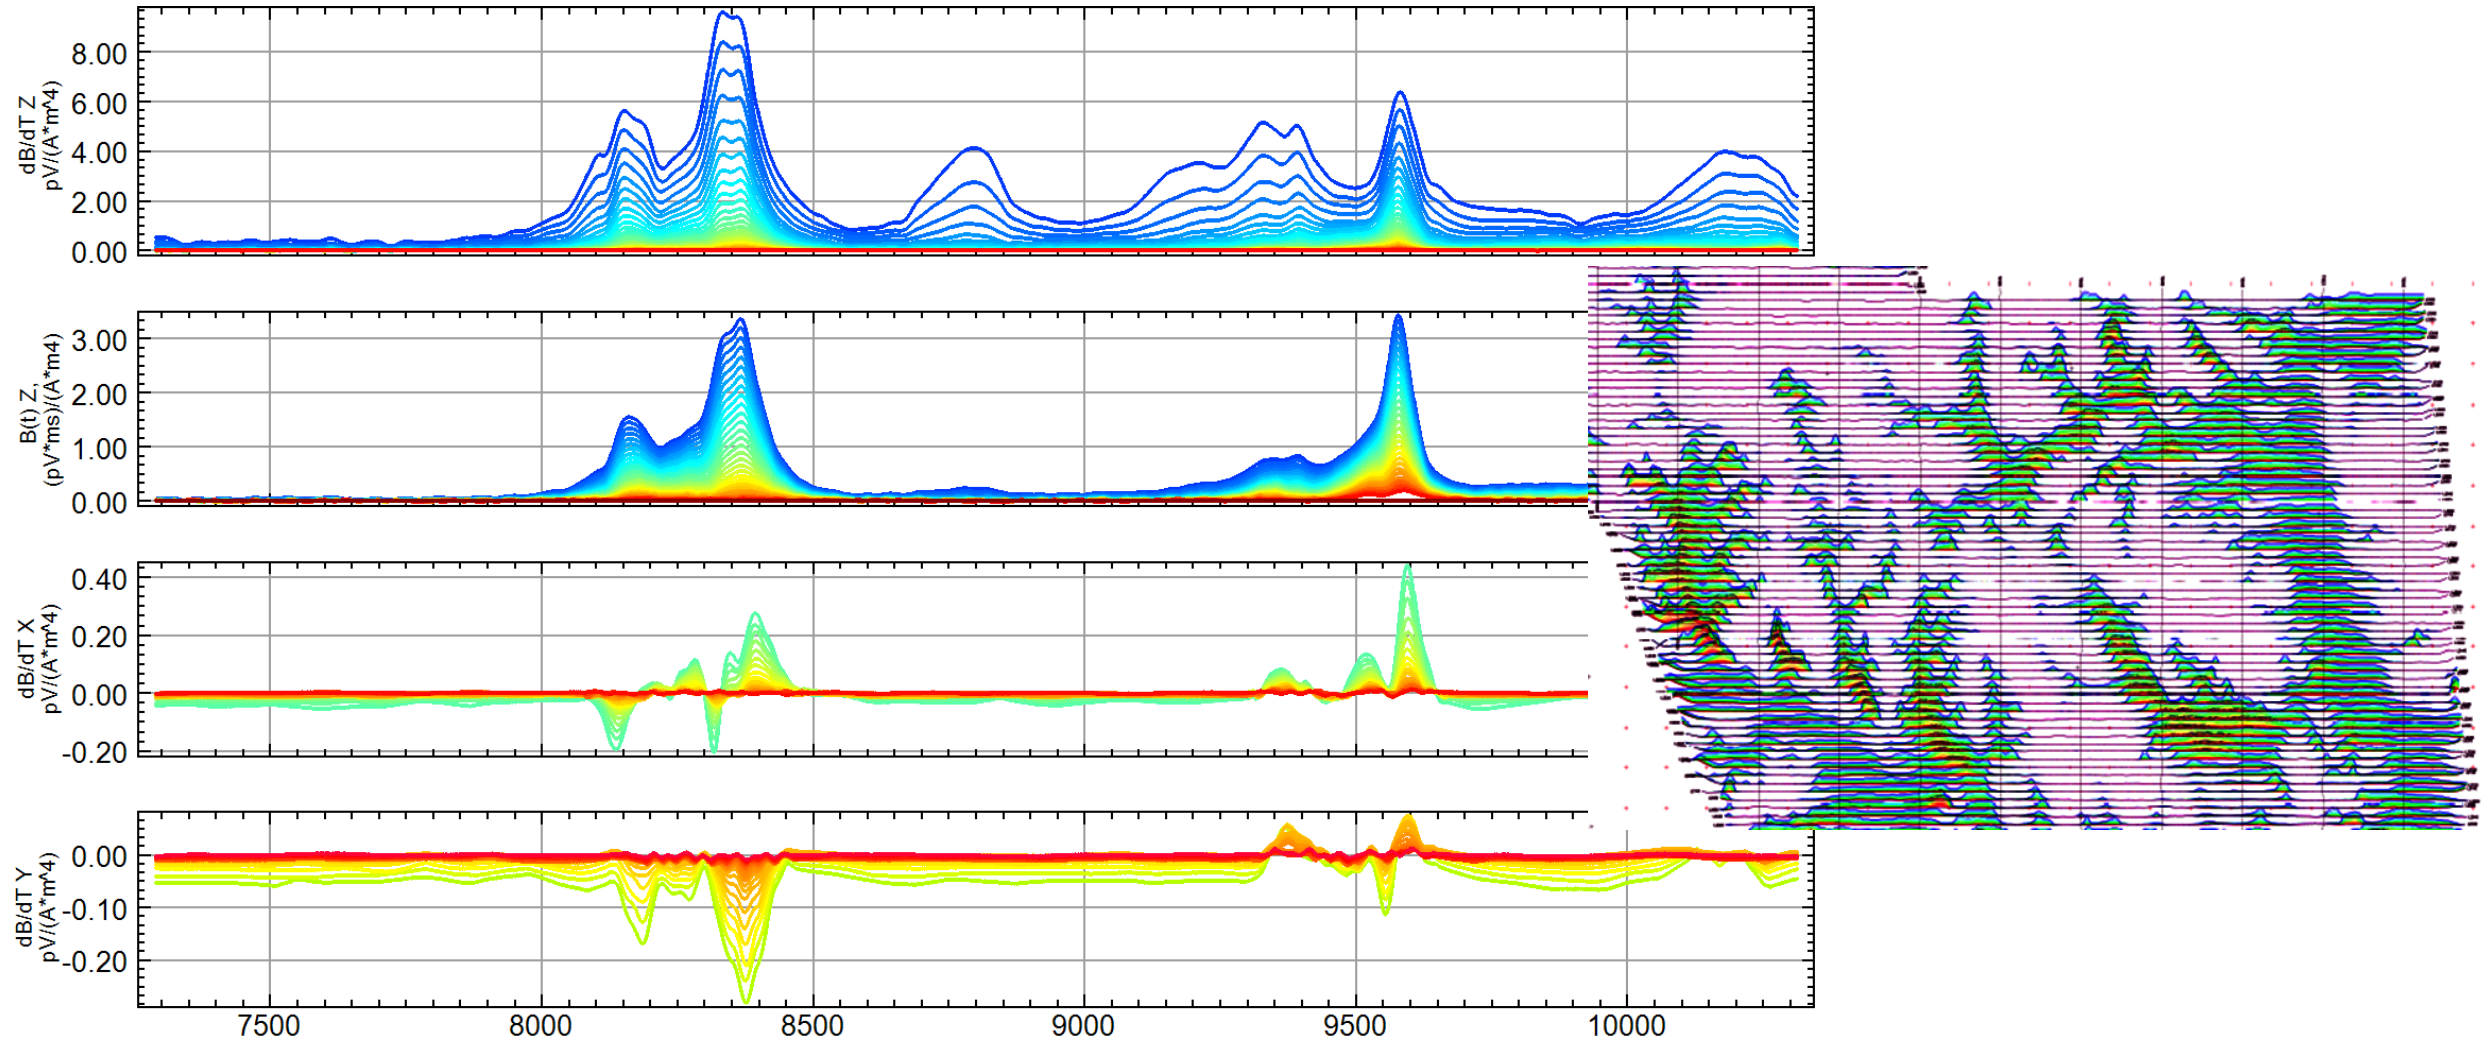 dB/dT Z
pV/(A*m^4)
8.00
6.00
4.00
2.00
0.00
B(t) Z,
(pV*ms)/(A*m4)
3.00
2.00
1.00
0.00
dB/dT X
pV/(A*m^4)
0.40
0.20
0.00
-0.20
dB/dT Y
pV/(A*m^4)
0.00
-0.10
-0.20
7500 8000 8500 9000 9500 10000